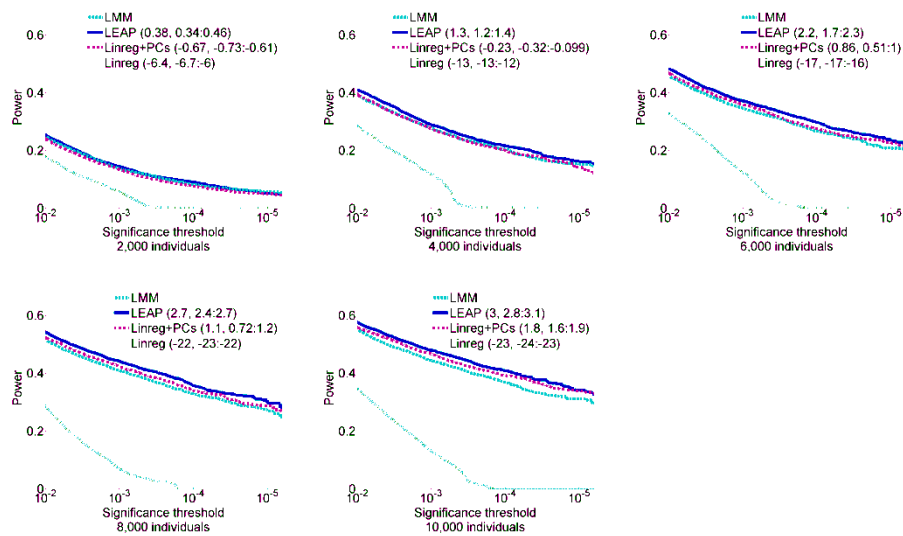 LMM
LEAP (0.38, 0.34:0.46)
Linreg+PCs (-0.67, -0.73:-0.61)
Linreg (-6.4, -6.7:-6)
0.6
0.4
0.2
0
Power
10-2
10-3
10-4
10-5
Significance threshold
2,000 individuals
LMM
LEAP (1.3, 1.2:1.4)
Linreg+PCs (-0.23, -0.32:-0.099)
Linreg (-13, -13:-12)
0.6
0.4
0.2
0
Power
10-2
10-3
10-4
10-5
Significance threshold
4,000 individuals
LMM
LEAP (2.2, 1.7:2.3)
Linreg+PCs (0.86, 0.51:1)
Linreg (-17, -17:-16)
0.6
0.4
0.2
0
Power
10-2
10-3
10-4
10-5
Significance threshold
6,000 individuals
LMM
LEAP (2.7, 2.4:2.7)
Linreg+PCs (1.1, 0.72:1.2)
Linreg (-22, -23:-22)
0.6
0.4
0.2
0
Power
10-2
10-3
10-4
10-5
Significance threshold
8,000 individuals
LMM
LEAP (3, 2.8:3.1)
Linreg+PCs (1.8, 1.6:1.9)
Linreg (-23, -24:-23)
0.6
0.4
0.2
0
Power
10-2
10-3
10-4
10-5
Significance threshold
10,000 individuals